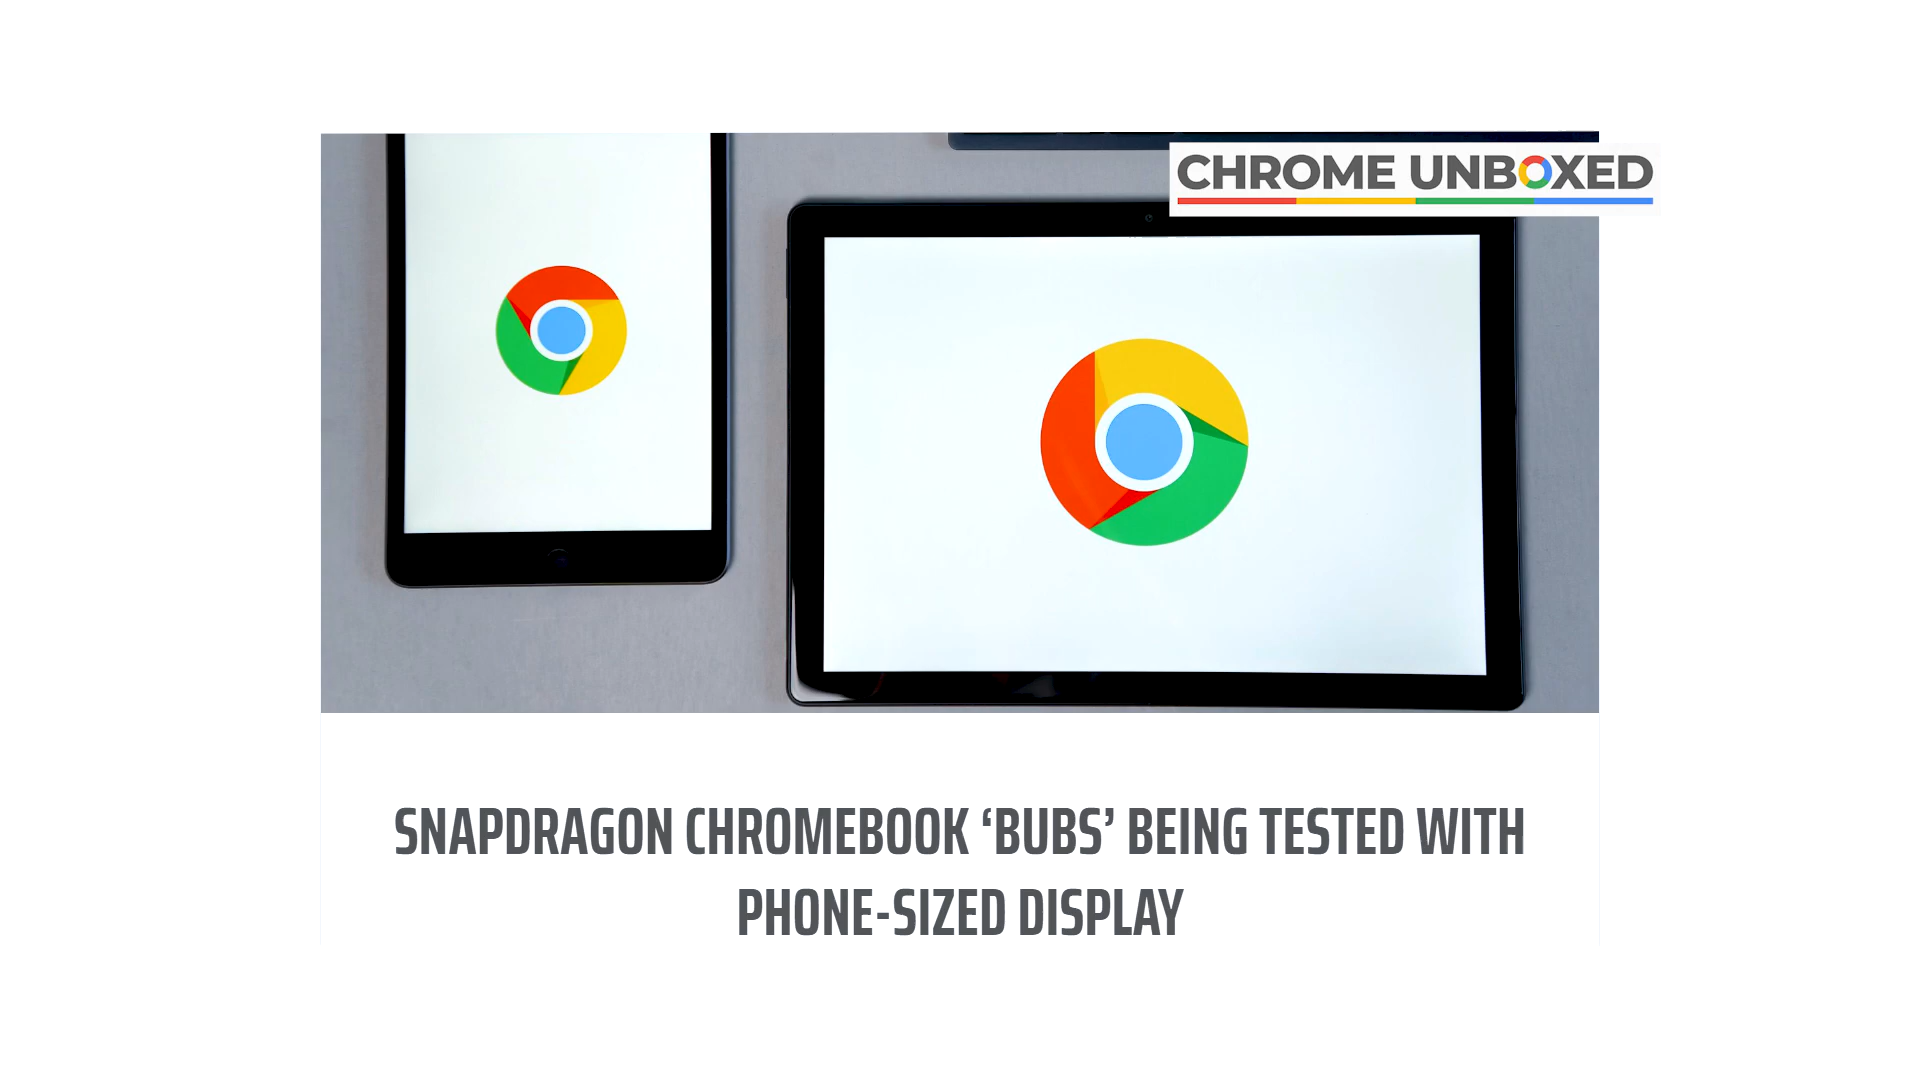 CHROME UNBOXED
SNAPDRAGON CHROMEBOOK ‘BUBS’ BEING TESTED WITH
PHONE-SIZED DISPLAY